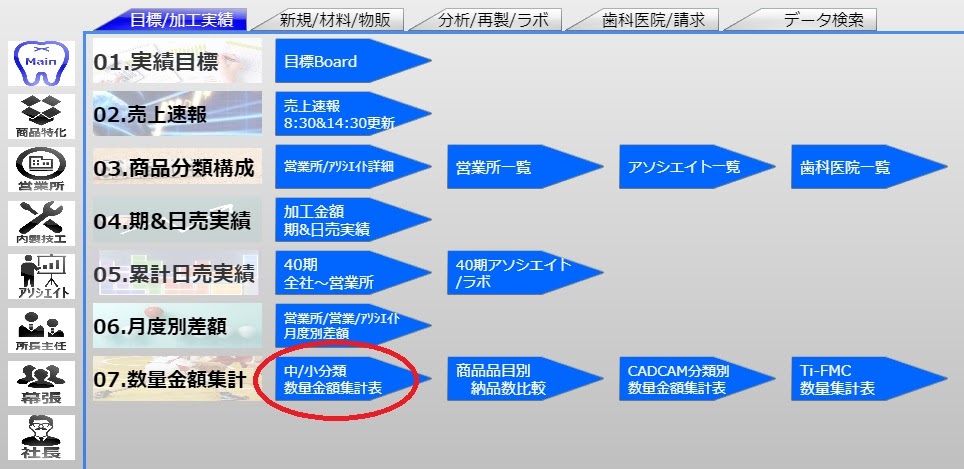 目標/加工実績
新規/材料/物販
分析/再製/ラボ
歯科医院/請求
データ検索
Main
商品特化
営業所
内製技工
アソシエイト
所長主任
幕張
社長
01.実績目標
目標Board
02.売上速報
売上速報
8:30&14:30更新
03.商品分類構成
営業所/アソシエイト詳細
営業所一覧
アソシエイト一覧
歯科医院一覧
04.期&日売実績
加工金額
期&日売実績
05.累計日売実績
40期
全社～営業所
40期アソシエイト
/ラボ
06.月度別差額
営業所/営業/アソシエイト
月度別差額
07.数量金額集計
中/小分類
数量金額集計表
商品品目別
納品数比較
CADCAM分類別
数量金額集計表
Ti-FMC
数量集計表